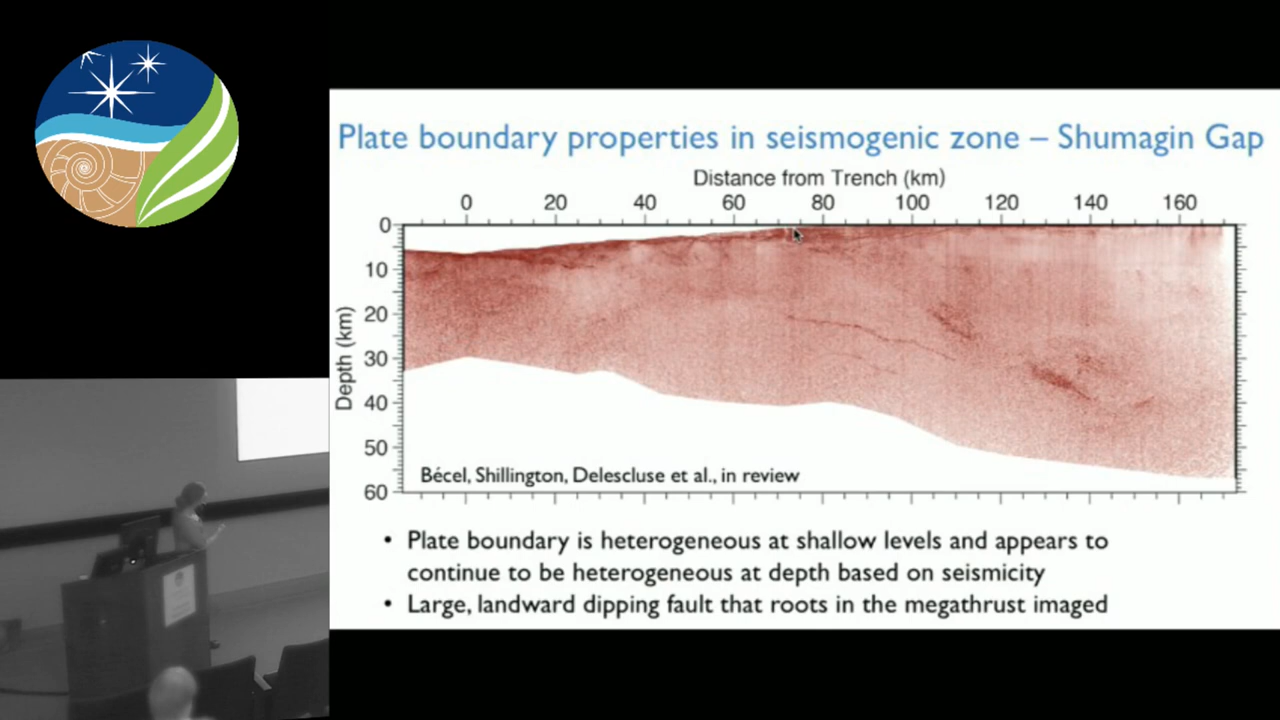 Plate boundary properties in seismogenic zone – Shumagin Gap
Distance from Trench (km)
0 20 40 60 80 100 120 140 160
Depth (km)
0
10
20
30
40
50
60
Bécel, Shillington, Delescluse et al., in review
• Plate boundary is heterogeneous at shallow levels and appears to
continue to be heterogeneous at depth based on seismicity
• Large, landward dipping fault that roots in the megathrust imaged